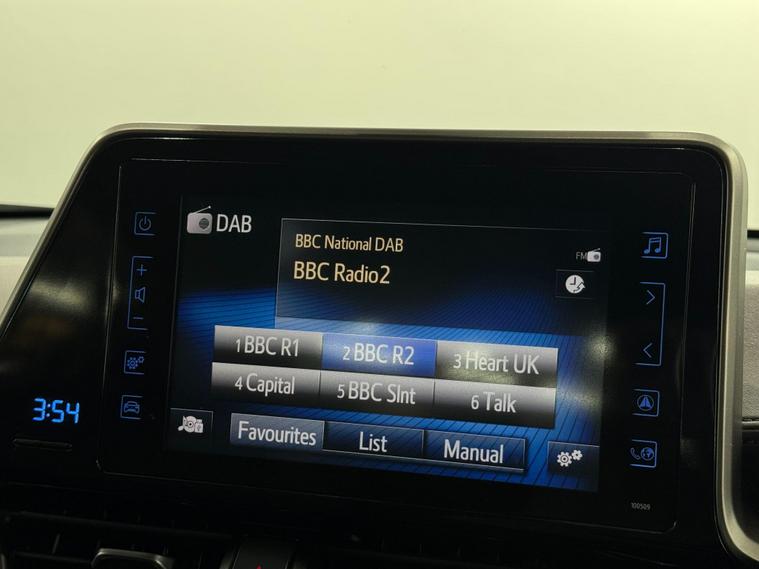 DAB
BBC National DAB
BBC Radio2
FM
1 BBC R1
2 BBC R2
3 Heart UK
4 Capital
5 BBC Slnt
6 Talk
Favourites
List
Manual
3:54
100509